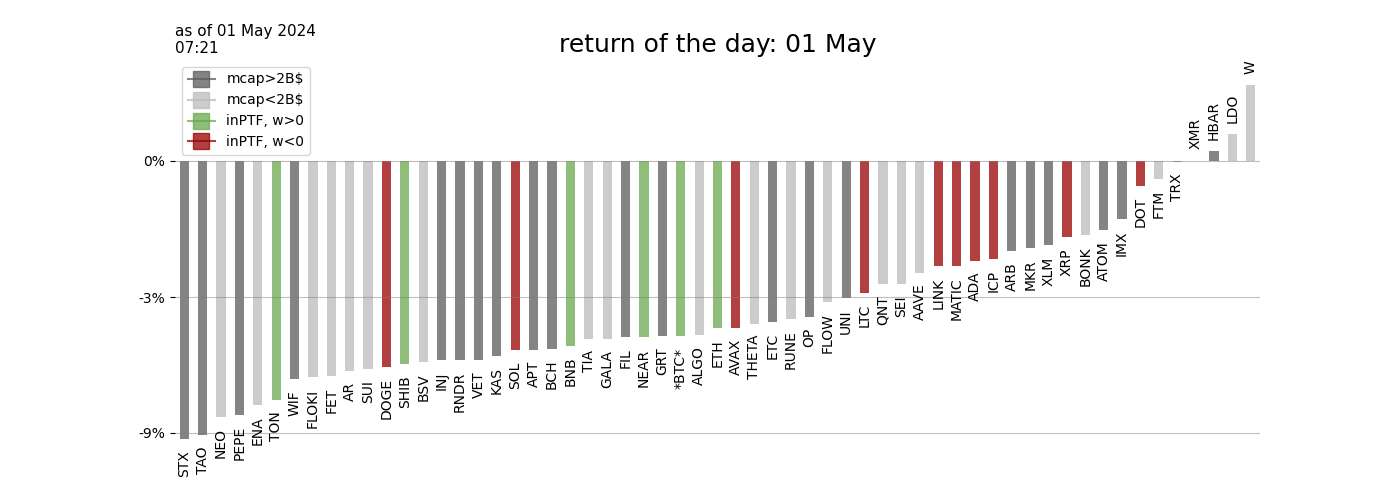 as of 01 May 2024
07:21
return of the day: 01 May
mcap>2B$
mcap<2B$
inPTF, w>0
inPTF, w<0
0%
-3%
-9%
STX
TAO
NEO
PEPE
ENA
TON
WIF
FLOKI
FET
AR
SUI
DOGE
SHIB
BSV
INJ
RNDR
VET
KAS
SOL
APT
BCH
BNB
TIA
GALA
FIL
NEAR
GRT
*BTC*
ALGO
ETH
AVAX
THETA
ETC
RUNE
OP
FLOW
UNI
LTC
QNT
SEI
AAVE
LINK
MATIC
ADA
ICP
ARB
MKR
XLM
XRP
BONK
ATOM
IMX
DOT
FTM
TRX
XMR
HBAR
LDO
W